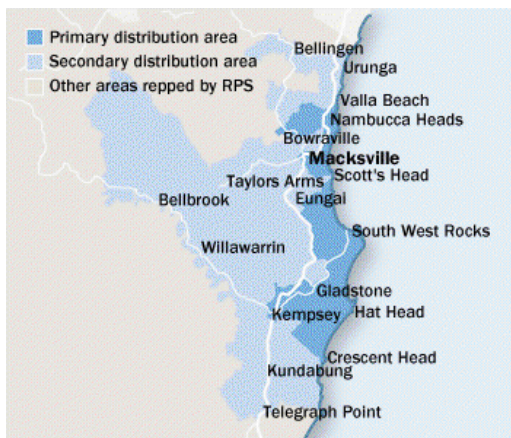 Primary distribution area
Secondary distribution area
Other areas repped by RPS
Bellingen
Urunga
Valla Beach
Nambucca Heads
Bowraville
Macksville
Taylors Arms
Scott's Head
Bellbrook
Eungai
South West Rocks
Willawarrin
Gladstone
Kempsey
Hat Head
Crescent Head
Kundabung
Telegraph Point